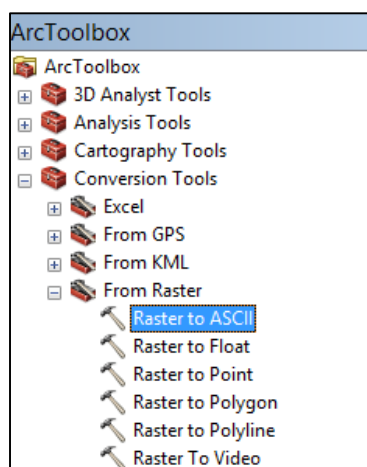 ArcToolbox
ArcToolbox
3D Analyst Tools
Analysis Tools
Cartography Tools
Conversion Tools
Excel
From GPS
From KML
From Raster
Raster to ASCII
Raster to Float
Raster to Point
Raster to Polygon
Raster to Polyline
Raster To Video